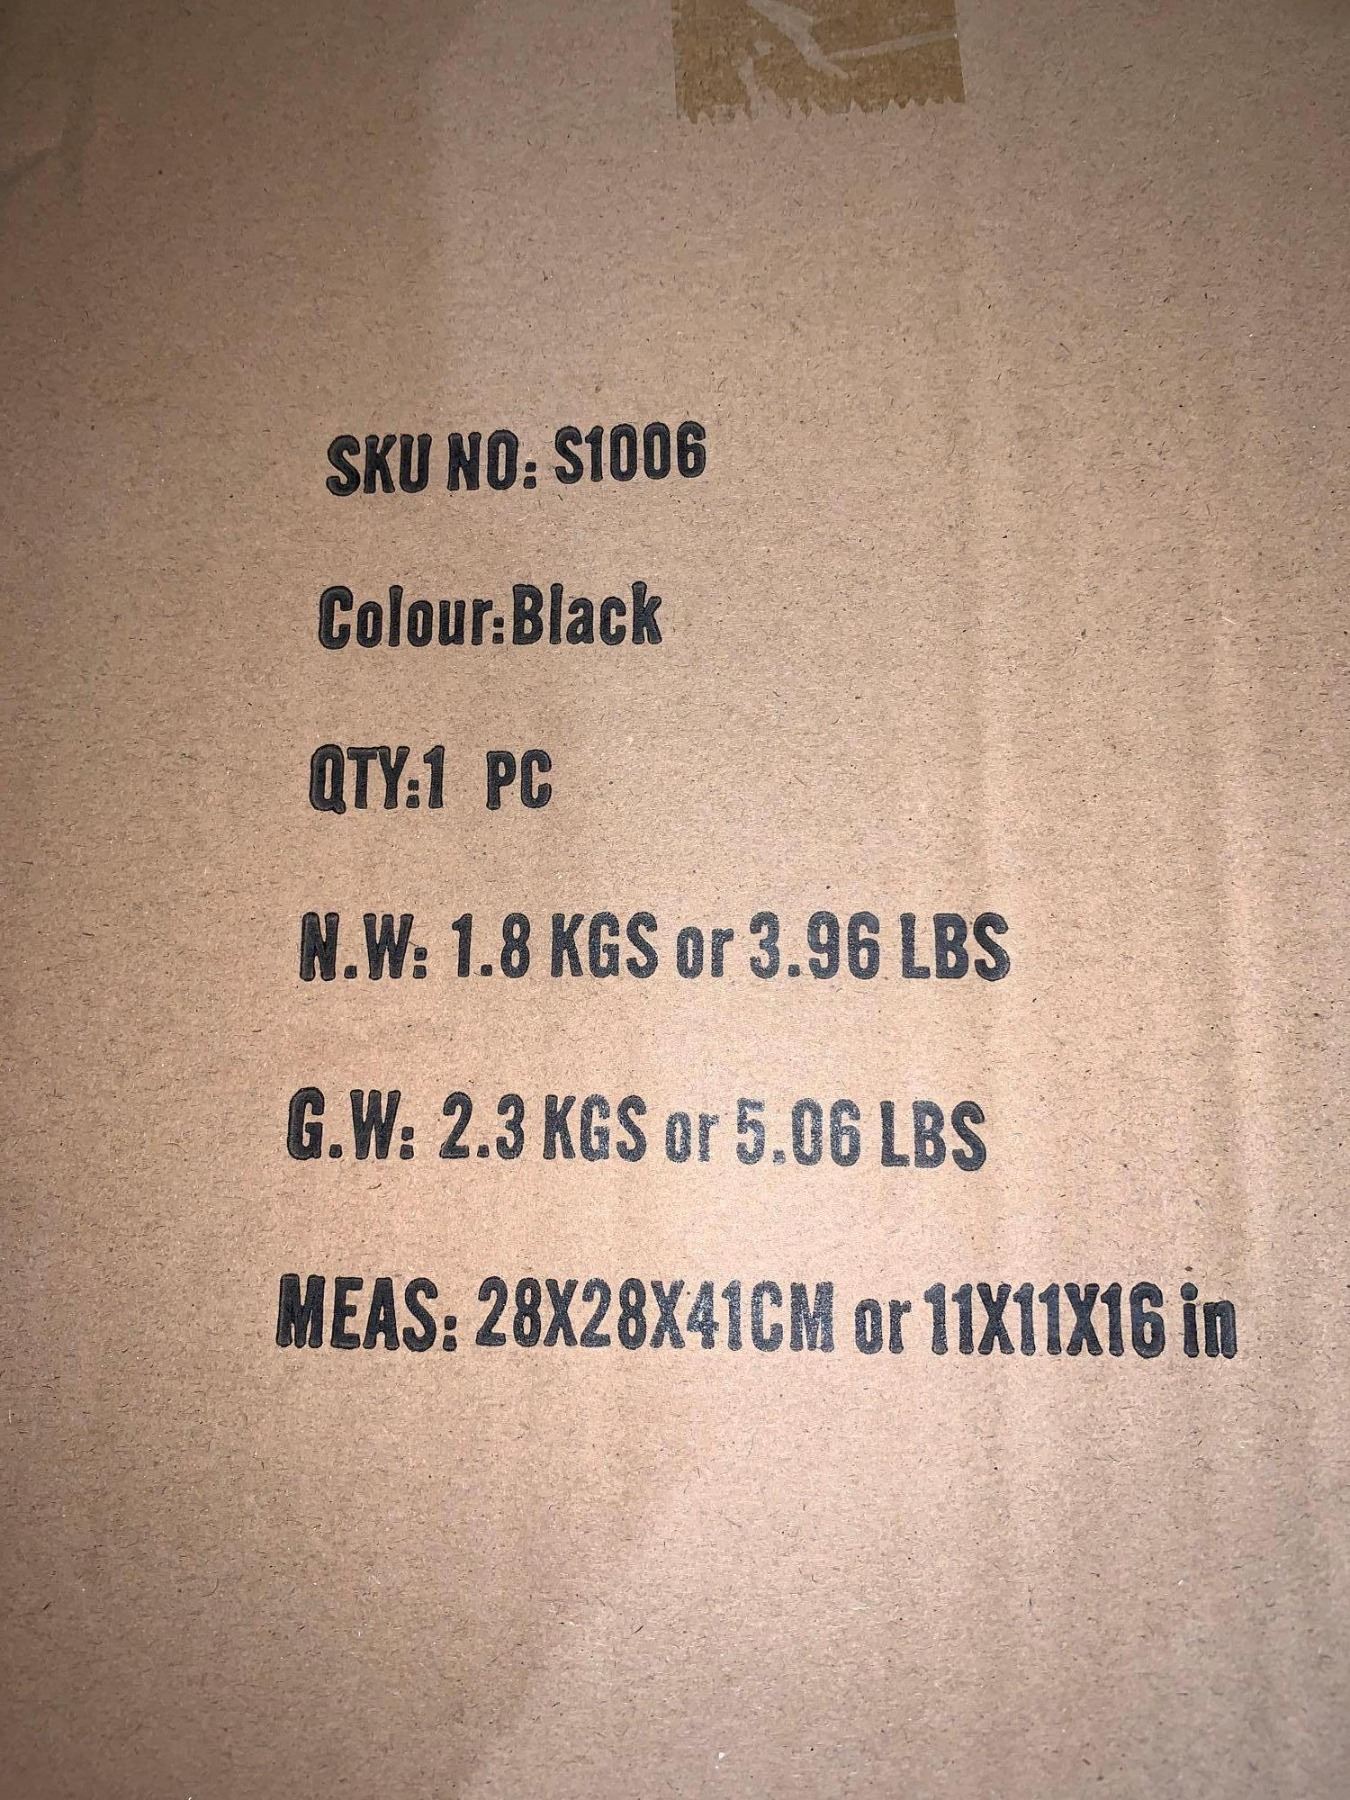 SKU NO: S1006
Colour:Black
QTY:1 PC
N.W: 1.8 KGS or 3.96 LBS
G.W: 2.3 KGS or 5.06 LBS
MEAS: 28X28X41CM or 11X11X16 in